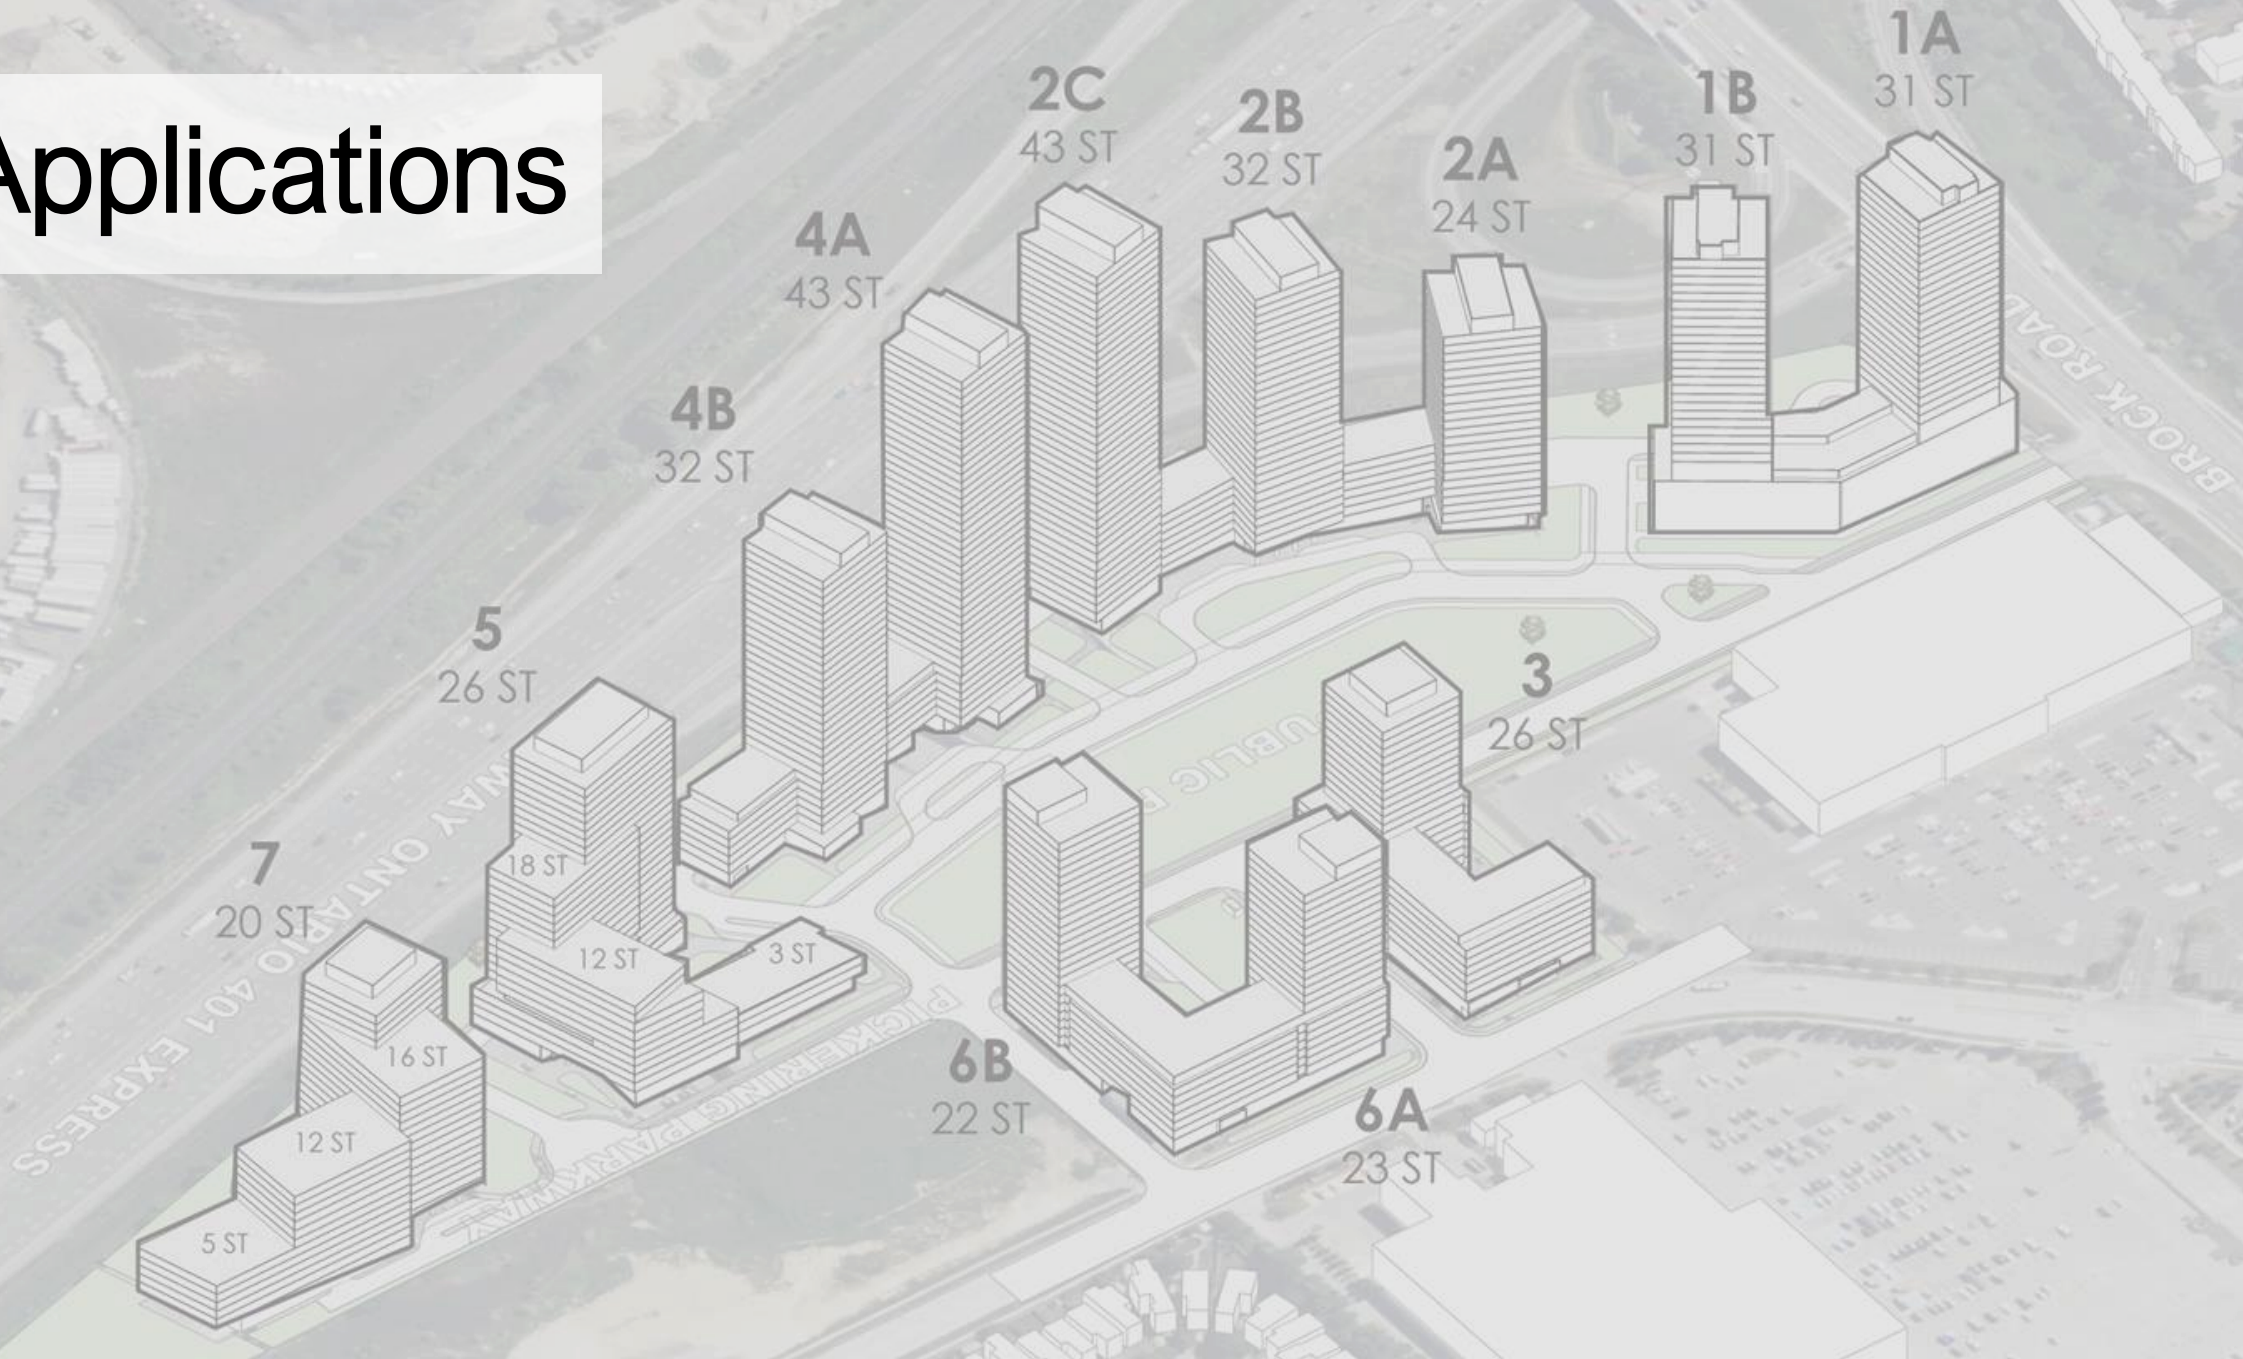 Applications
1A
31 ST
1B
31 ST
2C
43 ST
2B
32 ST
2A
24 ST
4A
43 ST
4B
32 ST
5
26 ST
3
26 ST
7
20 ST
18 ST
12 ST
3 ST
16 ST
12 ST
5 ST
6B
22 ST
6A
23 ST
BROCK ROAD
PICKERING PARKWAY
WAY ONTARIO 401 EXPRESS